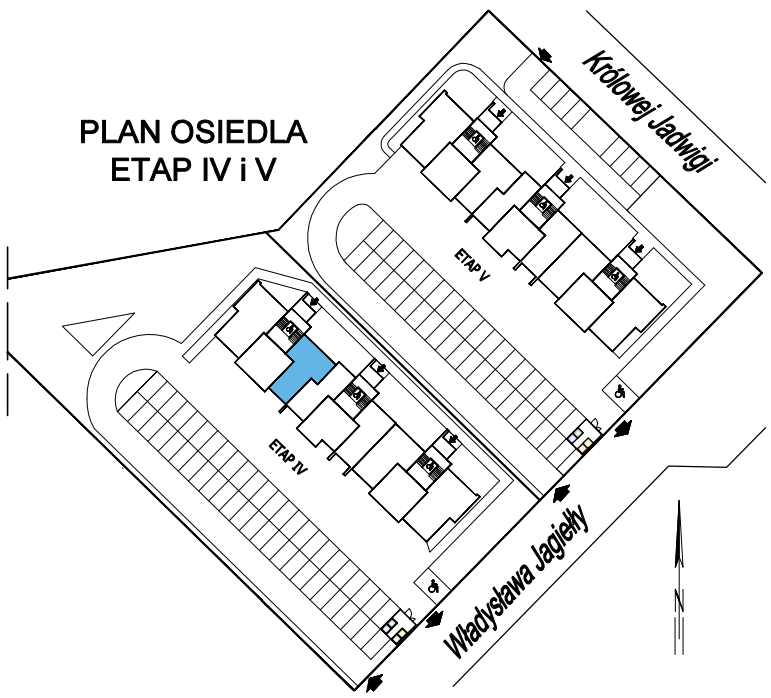 PLAN OSIEDLA
ETAP IV i V
Królowej Jadwigi
ETAP V
ETAP IV
Władysława Jagiełły
N